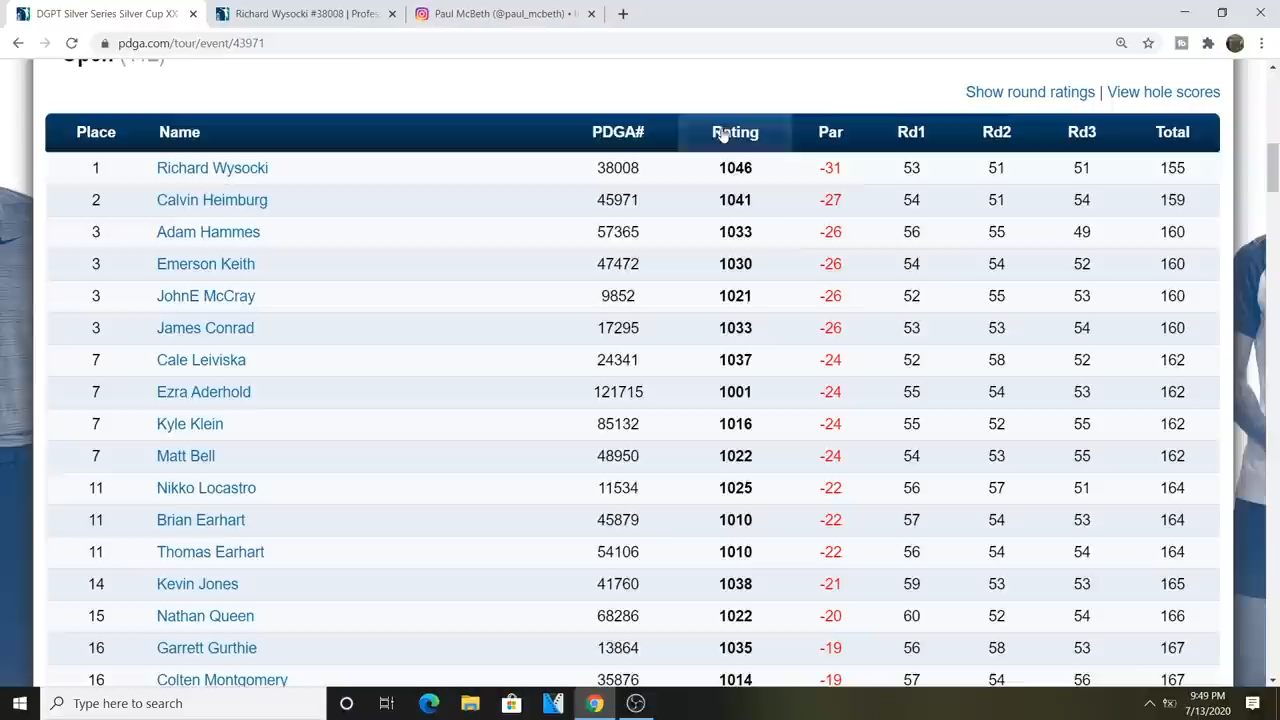 DGPT Silver Series Silver Cup XX
Richard Wysocki #38008 | Profes
Paul McBeth (@paul_mcbeth) •
pdga.com/tour/event/43971
Show round ratings | View hole scores
Place Name PDGA# Rating Par Rd1 Rd2 Rd3 Total
1 Richard Wysocki 38008 1046 -31 53 51 51 155
2 Calvin Heimburg 45971 1041 -27 54 51 54 159
3 Adam Hammes 57365 1033 -26 56 55 49 160
3 Emerson Keith 47472 1030 -26 54 54 52 160
3 JohnE McCray 9852 1021 -26 52 55 53 160
3 James Conrad 17295 1033 -26 53 53 54 160
7 Cale Leiviska 24341 1037 -24 52 58 52 162
7 Ezra Aderhold 121715 1001 -24 55 54 53 162
7 Kyle Klein 85132 1016 -24 55 52 55 162
7 Matt Bell 48950 1022 -24 54 53 55 162
11 Nikko Locastro 11534 1025 -22 56 57 51 164
11 Brian Earhart 45879 1010 -22 57 54 53 164
11 Thomas Earhart 54106 1010 -22 56 54 54 164
14 Kevin Jones 41760 1038 -21 59 53 53 165
15 Nathan Queen 68286 1022 -20 60 52 54 166
16 Garrett Gurthie 13864 1035 -19 56 58 53 167
16 Colten Montgomery 35876 1014 -19 57 54 56 167
Type here to search
9:49 PM
7/13/2020